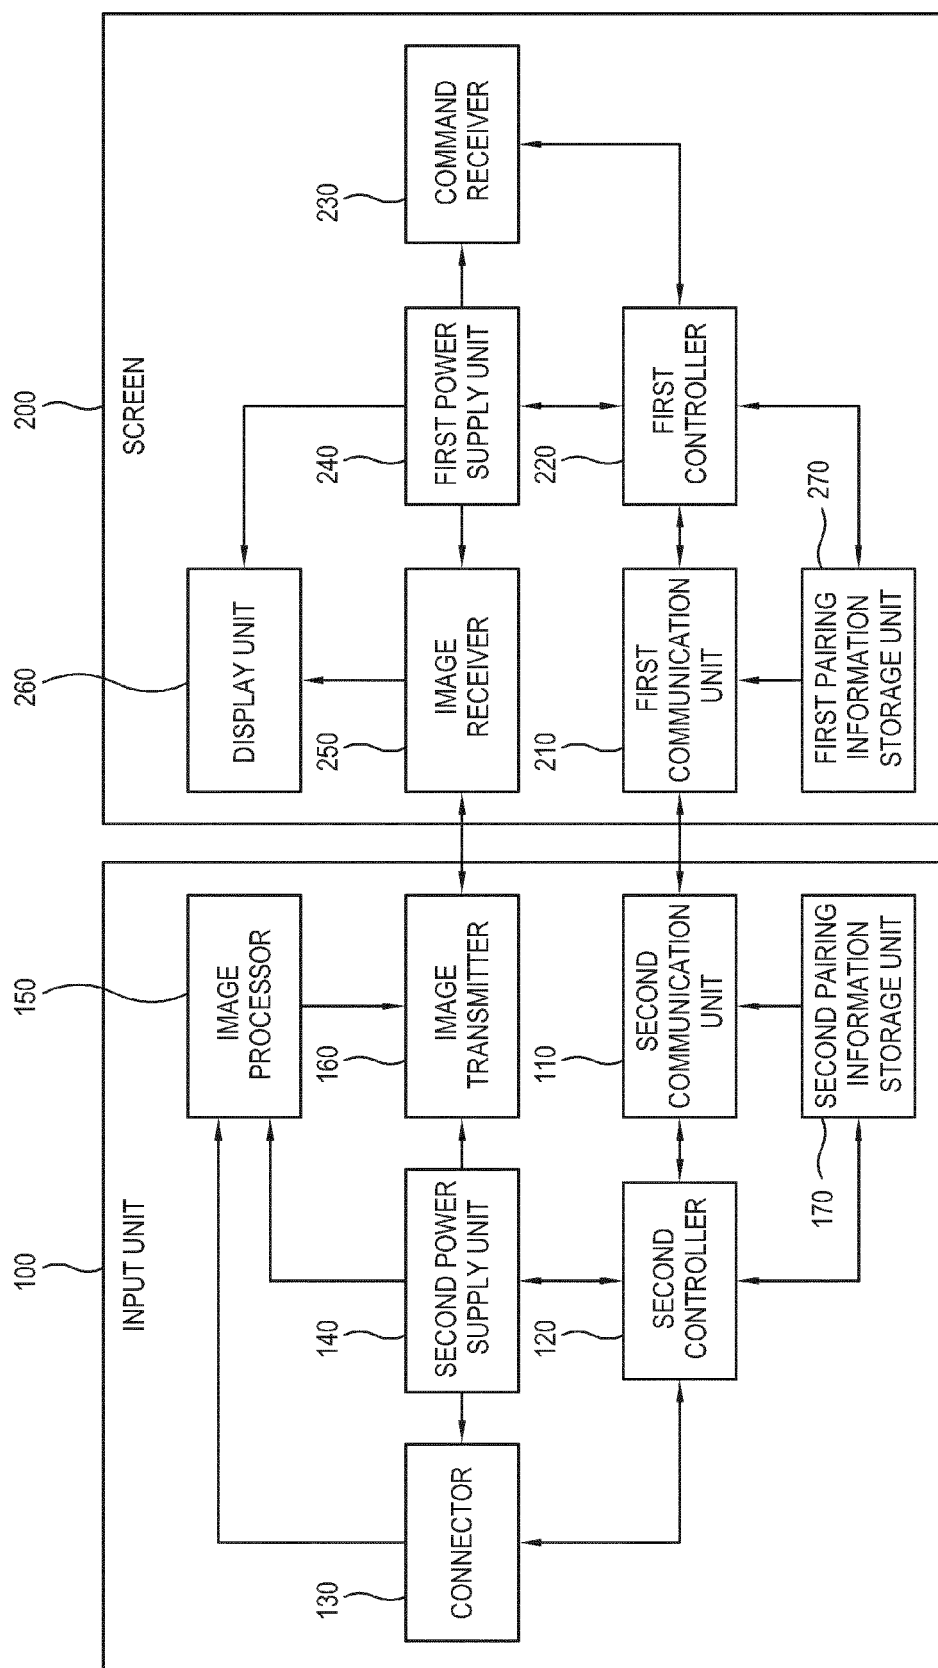 100
INPUT UNIT
150
IMAGE
PROCESSOR
130
CONNECTOR
140
SECOND POWER
SUPPLY UNIT
160
IMAGE
TRANSMITTER
120
SECOND
CONTROLLER
110
SECOND
COMMUNICATION
UNIT
170
SECOND PAIRING
INFORMATION
STORAGE UNIT
200
SCREEN
260
DISPLAY UNIT
250
IMAGE
RECEIVER
240
FIRST POWER
SUPPLY UNIT
230
COMMAND
RECEIVER
210
FIRST
COMMUNICATION
UNIT
220
FIRST
CONTROLLER
270
FIRST PAIRING
INFORMATION
STORAGE UNIT